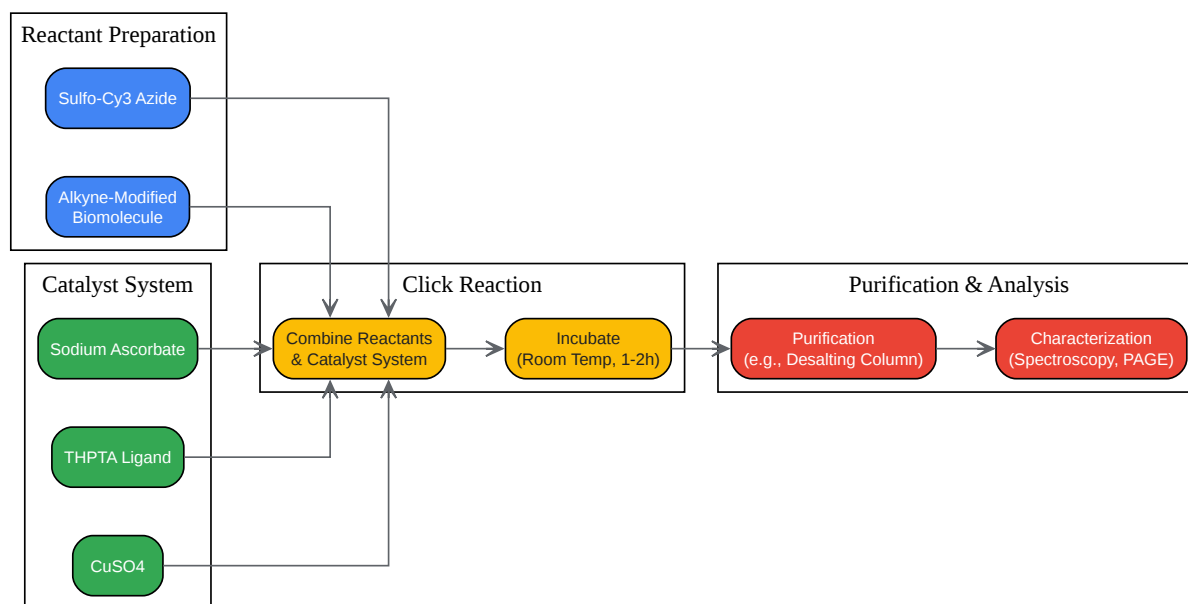 Reactant Preparation
Sulfo-Cy3 Azide
Alkyne-Modified
Biomolecule
Catalyst System
Sodium Ascorbate
THPTA Ligand
CuSO4
Click Reaction
Combine Reactants
& Catalyst System
Incubate
(Room Temp, 1-2h)
Purification & Analysis
Purification
(e.g., Desalting Column)
Characterization
(Spectroscopy, PAGE)